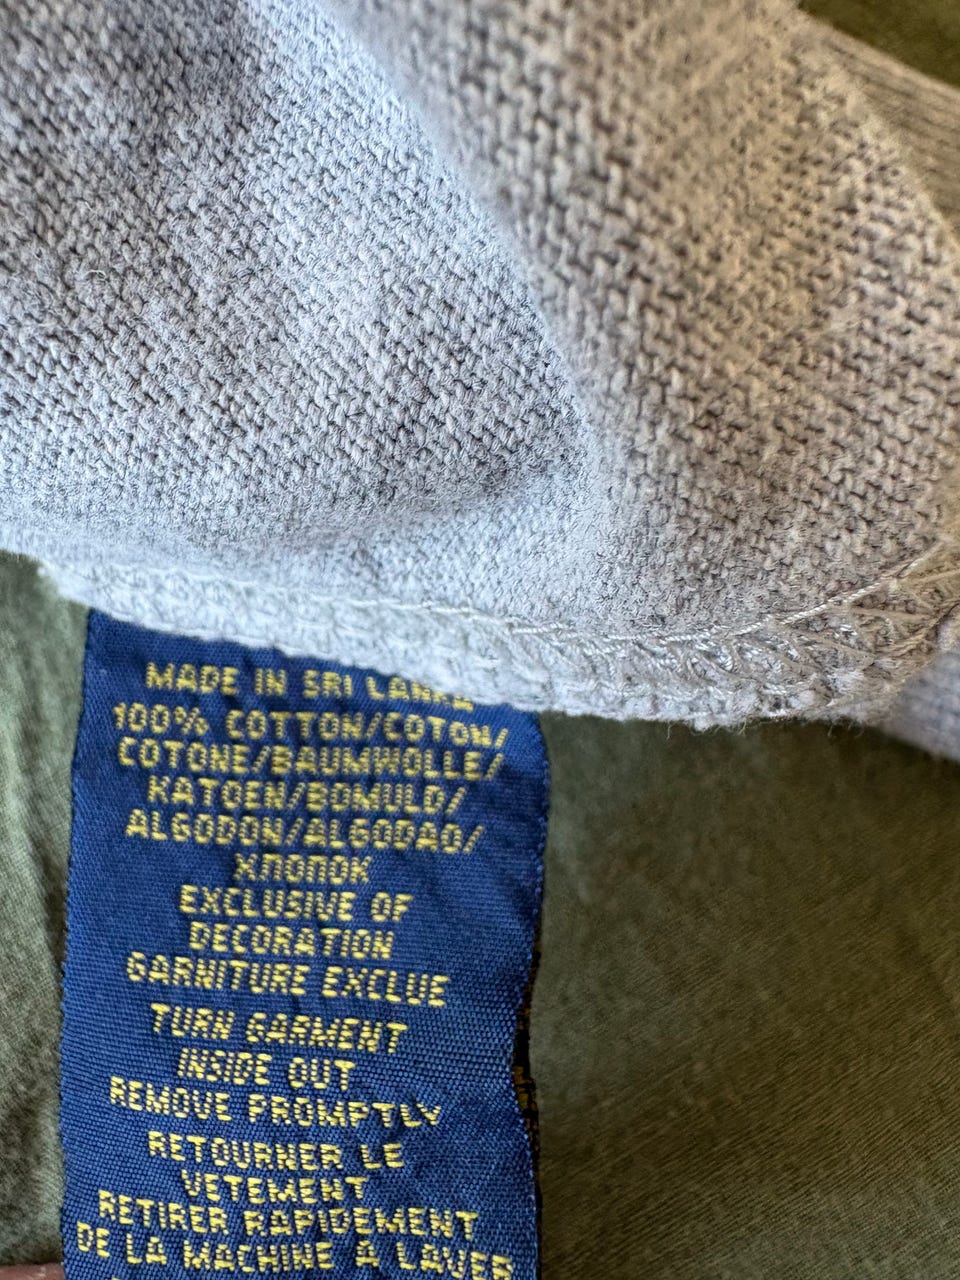 MADE IN SRI LANKA
100% COTTON/COTON/
COTONE/BAUMWOLLE/
KATOEN/BOMULD/
ALGODON/ALGODAO/
ХЛОПОК
EXCLUSIVE OF
DECORATION
GARNITURE EXCLUE
TURN GARMENT
INSIDE OUT
REMOVE PROMPTLY
RETOURNER LE
VETEMENT
RETIRER RAPIDEMENT
DE LA MACHINE A LAVER